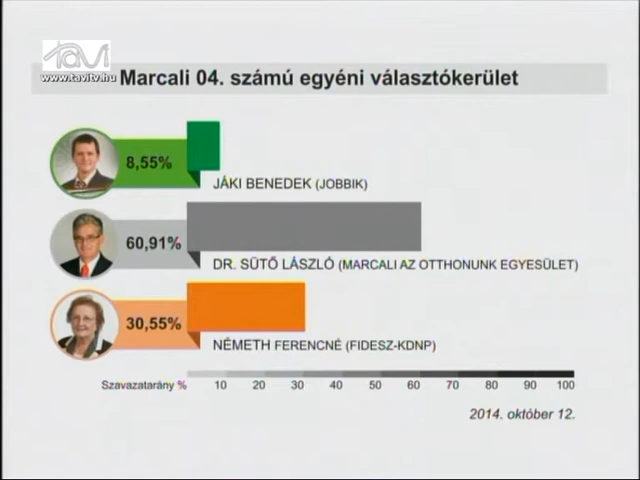 TáVi
www.tavitv.hu
Marcali 04. számú egyéni választókerület
8,55%
JÁKI BENEDEK (JOBBIK)
60,91%
DR. SÜTŐ LÁSZLÓ (MARCALI AZ OTTHONUNK EGYESÜLET)
30,55%
NÉMETH FERENCNÉ (FIDESZ-KDNP)
Szavazatarány % 10 20 30 40 50 60 70 80 90 100
2014. október 12.